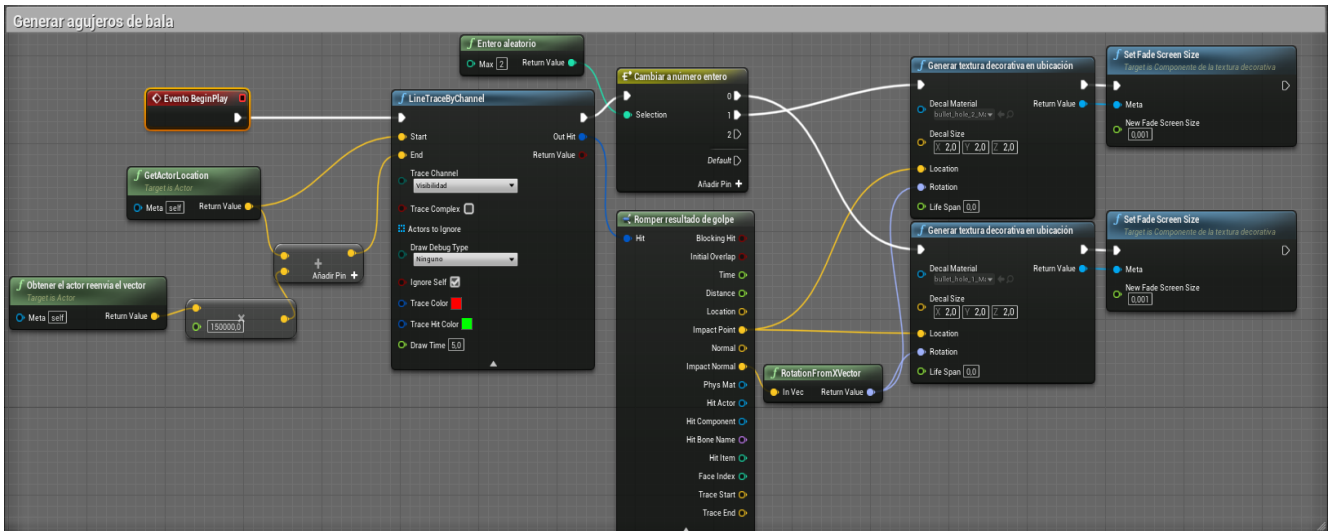 Generar agujeros de bala
Entero aleatorio
Max 2 Return Value
Evento BeginPlay
GetActorLocation
Target is Actor
Meta self Return Value
Obtener el actor reenvia el vector
Target is Actor
Meta self Return Value
Añadir Pin
150000,0
LineTraceByChannel
Start Out Hit
End Return Value
Trace Channel
Visibilidad
Trace Complex
Actors to Ignore
Draw Debug Type
Ninguno
Ignore Self
Trace Color
Trace Hit Color
Draw Time 5,0
Cambiar a número entero
0
Selection 1
2
Default
Añadir Pin
Romper resultado de golpe
Hit Blocking Hit
Initial Overlap
Time
Distance
Location
Impact Point
Normal
Impact Normal
Phys Mat
Hit Actor
Hit Component
Hit Bone Name
Hit Item
Face Index
Trace Start
Trace End
RotationFromXVector
In Vec Return Value
Generar textura decorativa en ubicación
Decal Material Return Value
bullet_hole_2_Ma
Decal Size
X 2,0 Y 2,0 Z 2,0
Location
Rotation
Life Span 0,0
Generar textura decorativa en ubicación
Decal Material Return Value
bullet_hole_1_Ma
Decal Size
X 2,0 Y 2,0 Z 2,0
Location
Rotation
Life Span 0,0
Set Fade Screen Size
Target is Componente de la textura decorativa
Meta
New Fade Screen Size
0,001
Set Fade Screen Size
Target is Componente de la textura decorativa
Meta
New Fade Screen Size
0,001